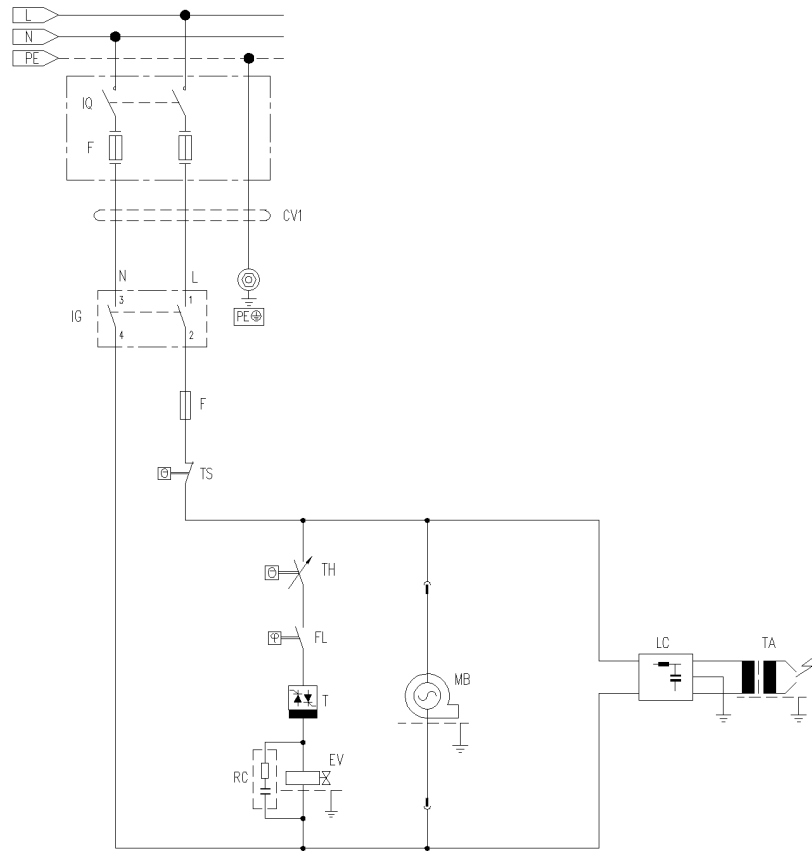 L
N
PE
IQ
F
CV1
N L
3 1
IG
4 2
PE
F
Θ TS
Θ TH
φ FL
T
MB
LC TA
RC EV